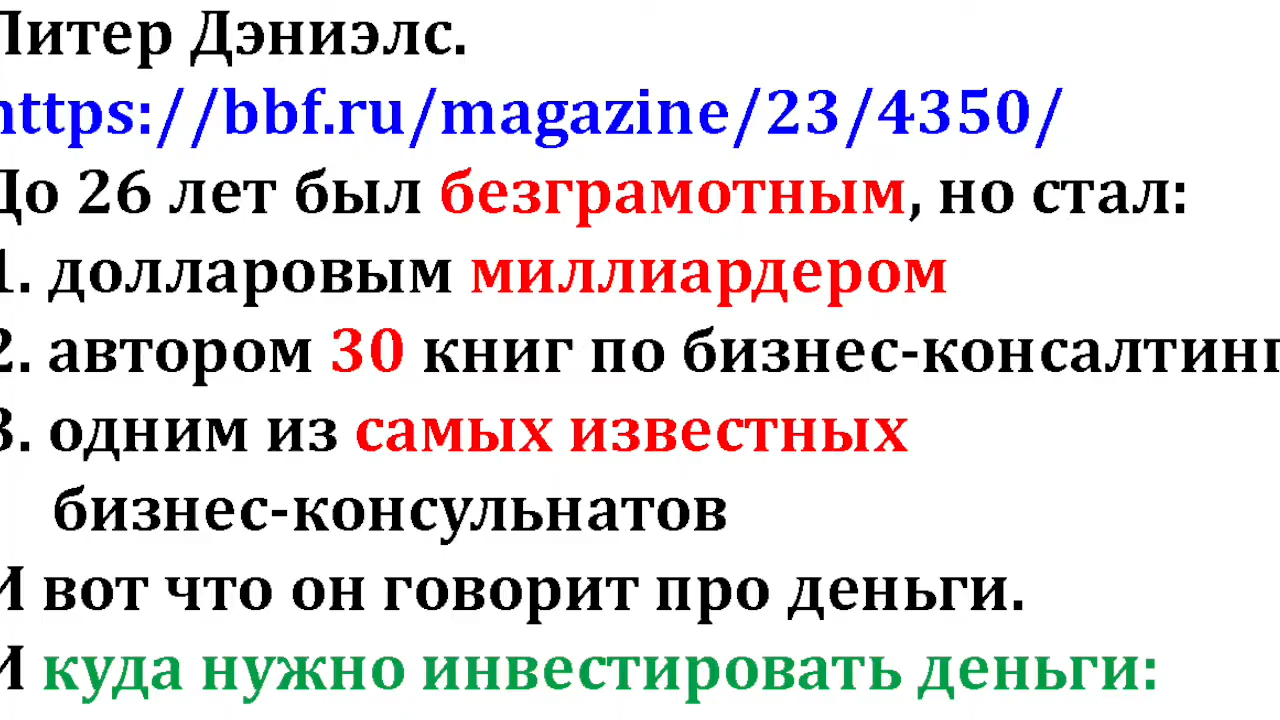 Питер Дэниэлс.
https://bbf.ru/magazine/23/4350/
До 26 лет был безграмотным, но стал:
1. долларовым миллиардером
2. автором 30 книг по бизнес-консалтинг
3. одним из самых известных
бизнес-консульнатов
И вот что он говорит про деньги.
И куда нужно инвестировать деньги: